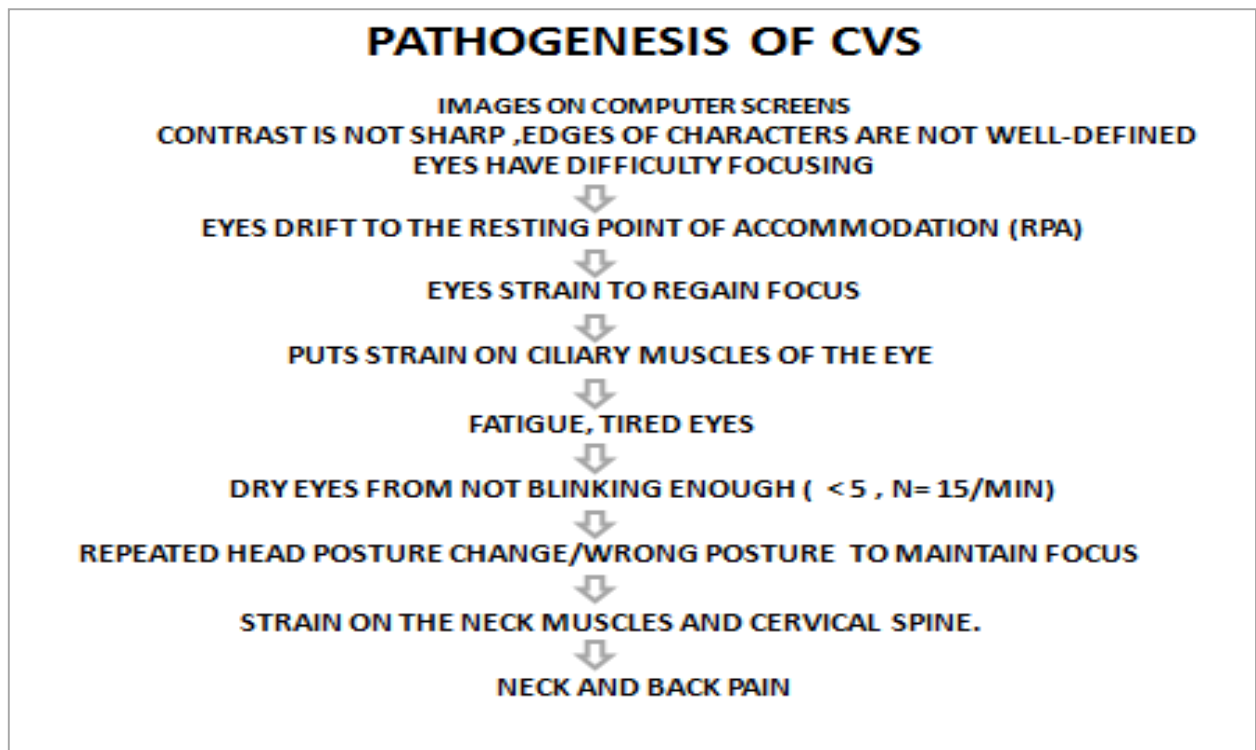 PATHOGENESIS OF CVS
IMAGES ON COMPUTER SCREENS
CONTRAST IS NOT SHARP ,EDGES OF CHARACTERS ARE NOT WELL-DEFINED
EYES HAVE DIFFICULTY FOCUSING
EYES DRIFT TO THE RESTING POINT OF ACCOMMODATION (RPA)
EYES STRAIN TO REGAIN FOCUS
PUTS STRAIN ON CILIARY MUSCLES OF THE EYE
FATIGUE, TIRED EYES
DRY EYES FROM NOT BLINKING ENOUGH ( < 5 , N= 15/MIN)
REPEATED HEAD POSTURE CHANGE/WRONG POSTURE TO MAINTAIN FOCUS
STRAIN ON THE NECK MUSCLES AND CERVICAL SPINE.
NECK AND BACK PAIN